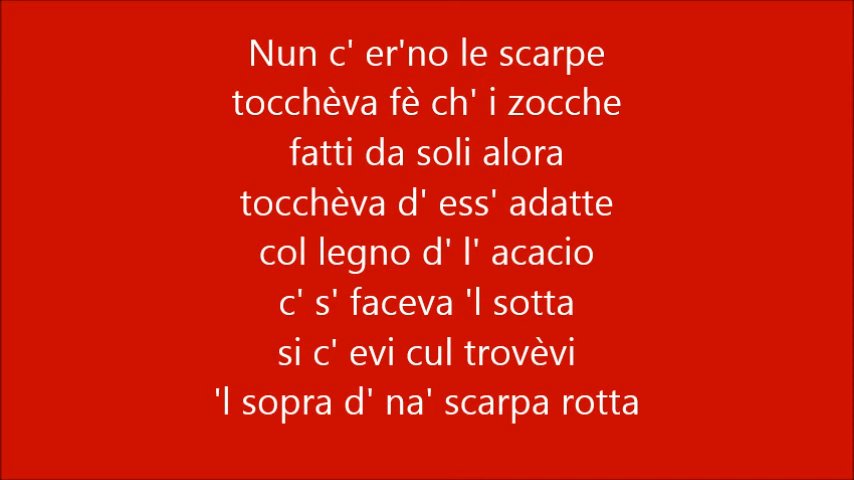 Nun c' er'no le scarpe
tocchèva fè ch' i zocche
fatti da soli alora
tocchèva d' ess' adatte
col legno d' l' acacio
c' s' faceva 'l sotta
si c' evi cul trovèvi
'l sopra d' na' scarpa rotta